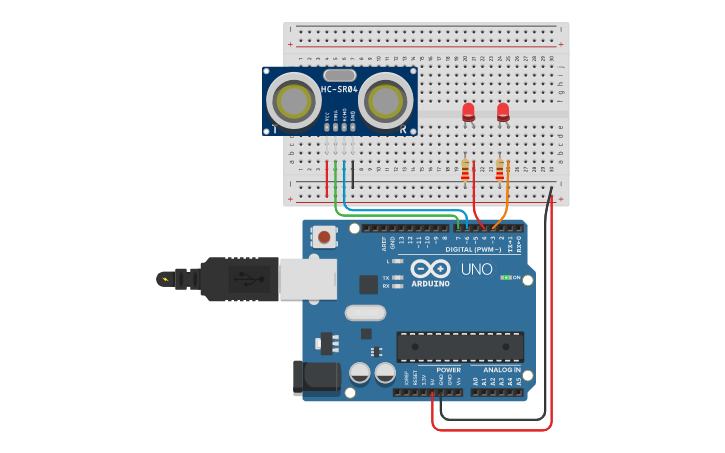 HC-SR04
VCC
TRIG
ECHO
GND
T
R
AREF
GND
13
12
~11
~10
~9
8
7
~6
~5
4
~3
2
TX→1
RX←0
DIGITAL (PWM~)
L
TX
RX
UNO
ARDUINO
ON
POWER
ANALOG IN
IOREF
RESET
3.3V
5V
GND
GND
Vin
A0
A1
A2
A3
A4
A5